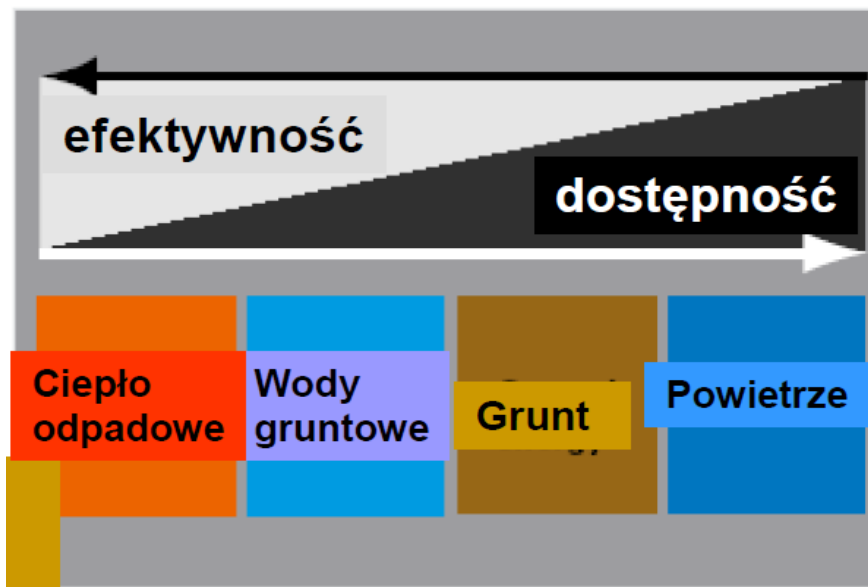 efektywność
dostępność
Ciepło
odpadowe
Wody
gruntowe
Grunt
Powietrze